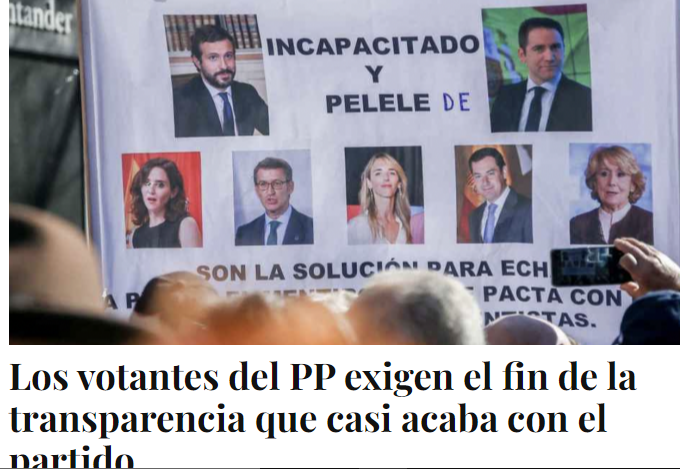 ntander
INCAPACITADO
Y
PELELE DE
SON LA SOLUCIÓN PARA ECH
PACTA CON
Los votantes del PP exigen el fin de la
transparencia que casi acaba con el
partido